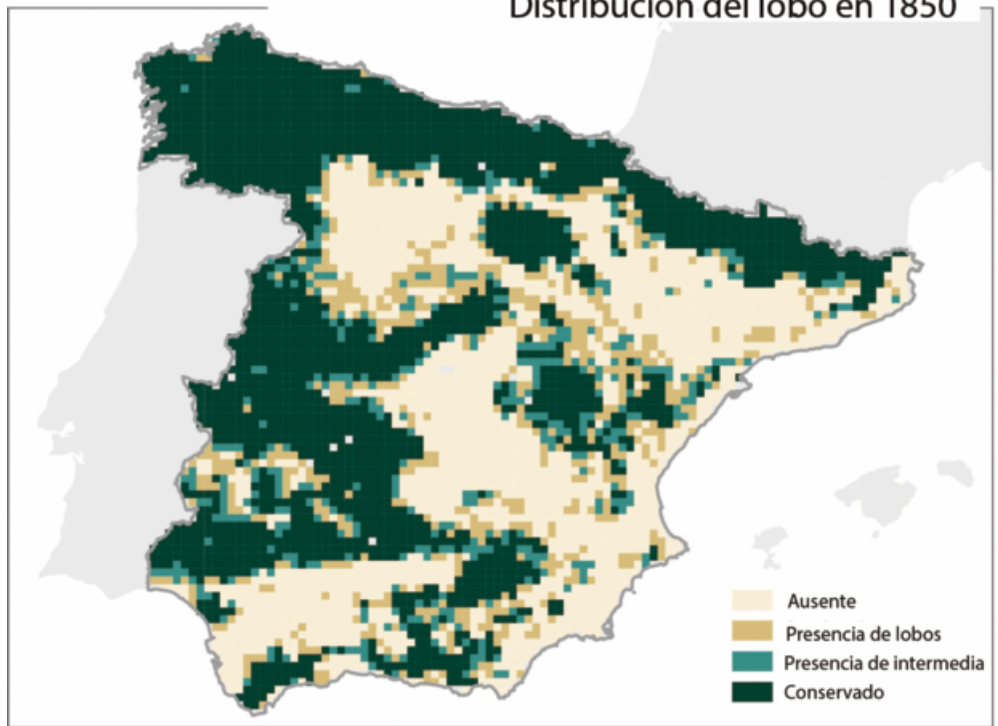 Distribución del lobo en 1850
Ausente
Presencia de lobos
Presencia de intermedia
Conservado